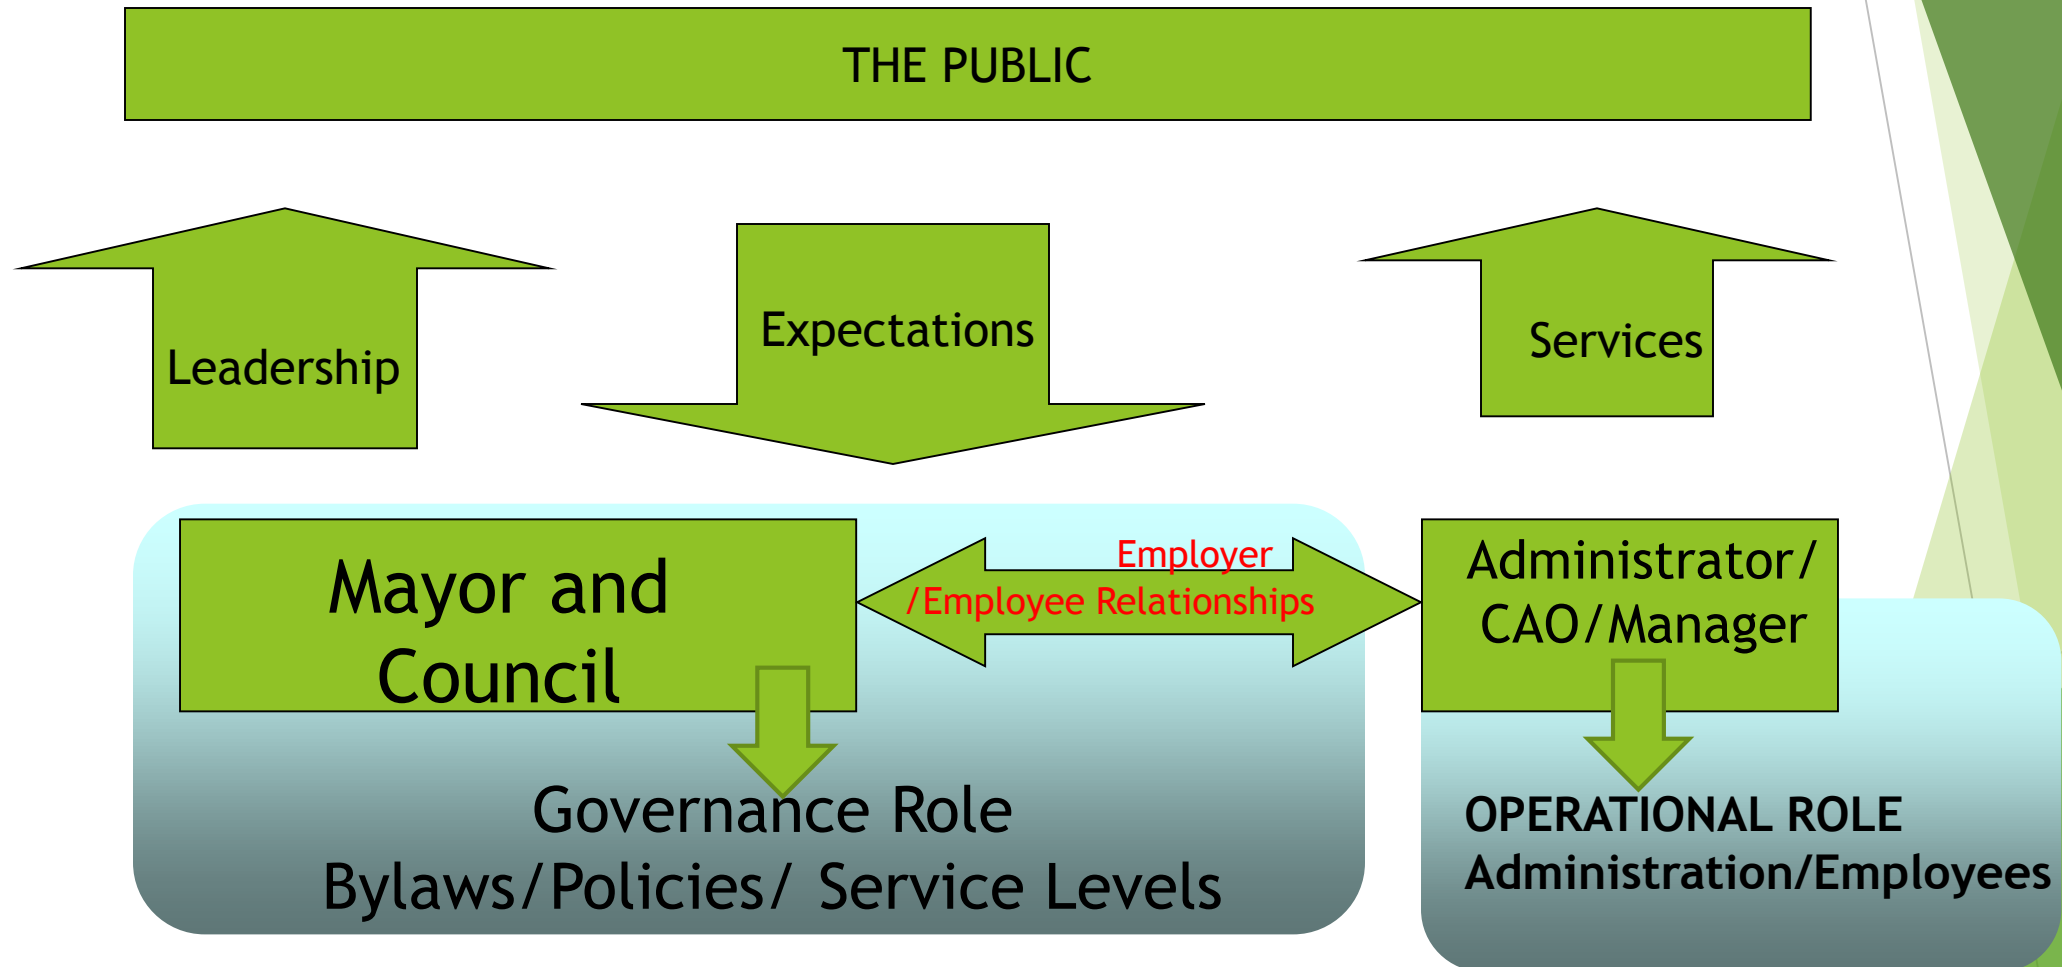 THE PUBLIC
Leadership
Expectations
Services
Mayor and
Council
Employer
/Employee Relationships
Administrator/
CAO/Manager
Governance Role
Bylaws/Policies/ Service Levels
OPERATIONAL ROLE
Administration/Employees